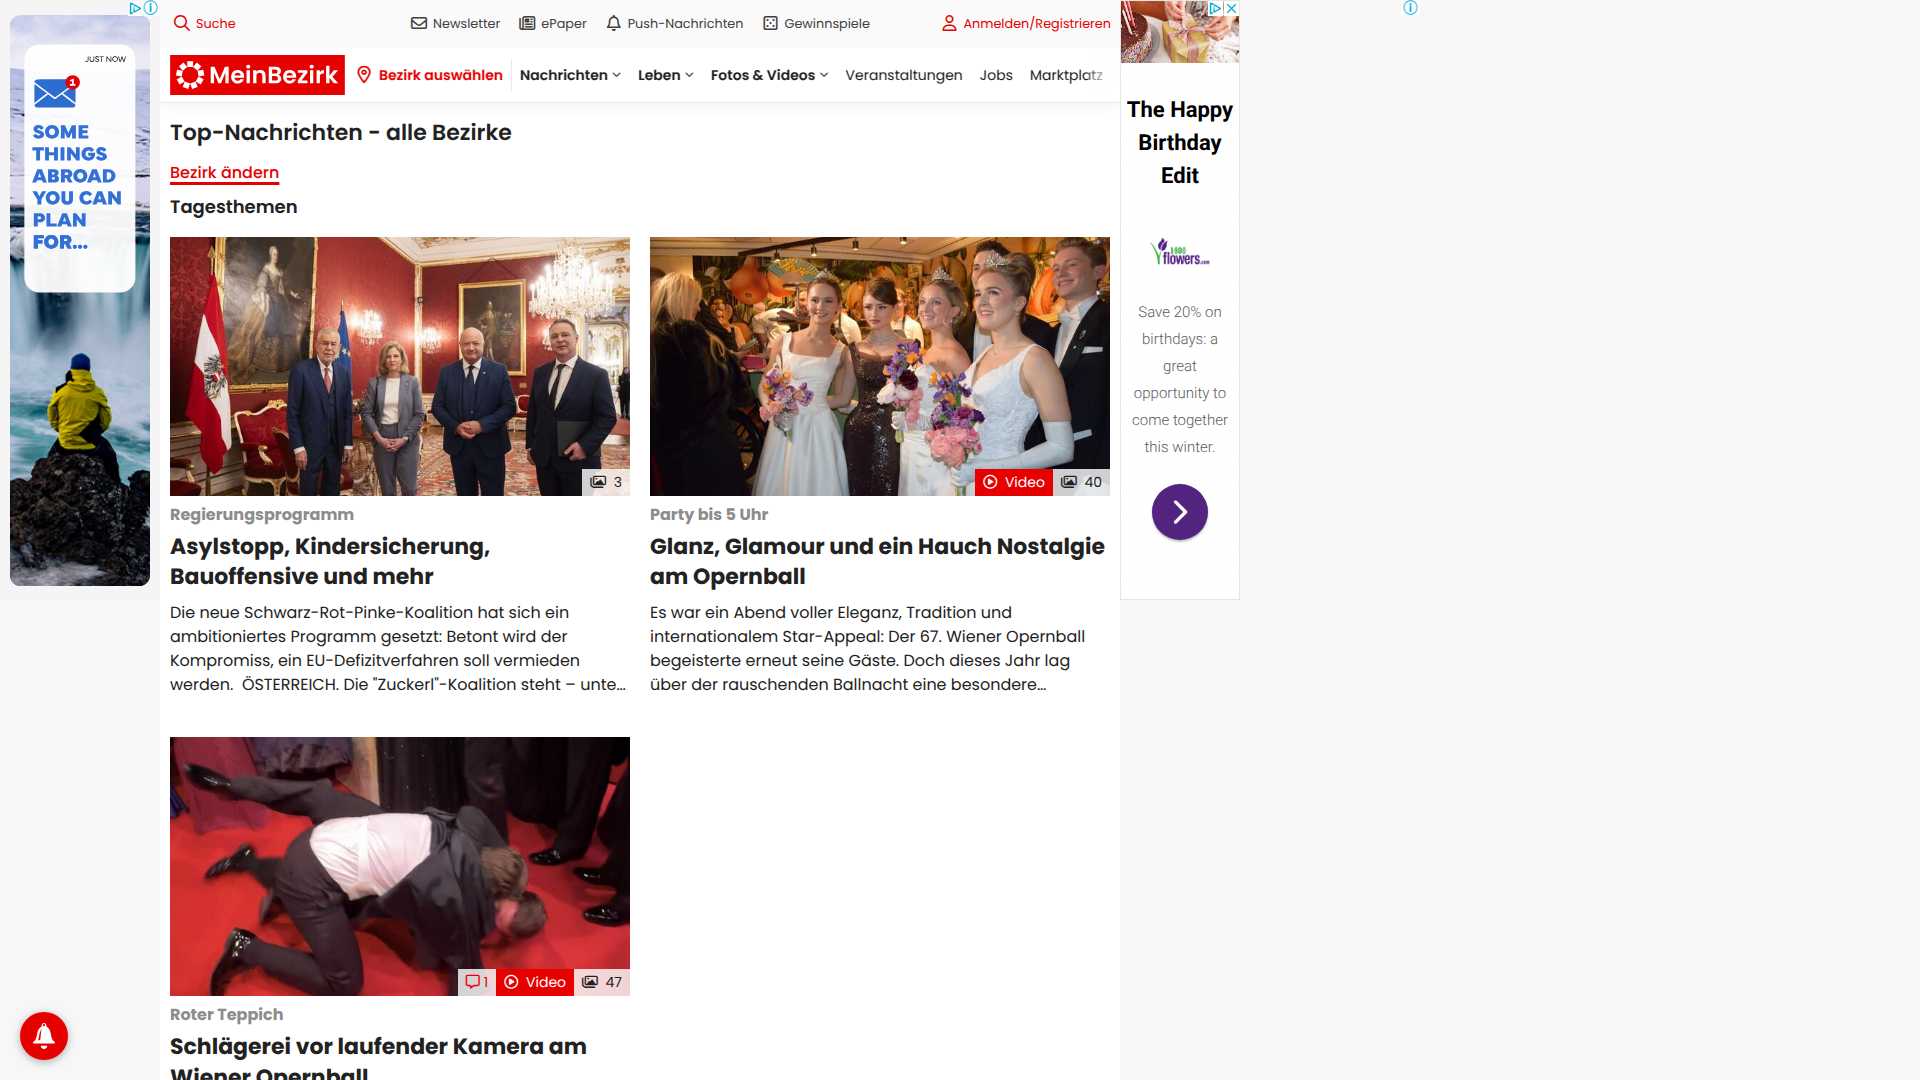 Suche
Newsletter
ePaper
Push-Nachrichten
Gewinnspiele
Anmelden/Registrieren
MeinBezirk
Bezirk auswählen
Nachrichten
Leben
Fotos & Videos
Veranstaltungen
Jobs
Marktplatz
JUST NOW
1
SOME
THINGS
ABROAD
YOU CAN
PLAN
FOR...
Top-Nachrichten - alle Bezirke
Bezirk ändern
Tagesthemen
3
Regierungsprogramm
Asylstopp, Kindersicherung,
Bauoffensive und mehr
Die neue Schwarz-Rot-Pinke-Koalition hat sich ein
ambitioniertes Programm gesetzt: Betont wird der
Kompromiss, ein EU-Defizitverfahren soll vermieden
werden.  ÖSTERREICH. Die "Zuckerl"-Koalition steht – unte...
Video
40
Party bis 5 Uhr
Glanz, Glamour und ein Hauch Nostalgie
am Opernball
Es war ein Abend voller Eleganz, Tradition und
internationalem Star-Appeal: Der 67. Wiener Opernball
begeisterte erneut seine Gäste. Doch dieses Jahr lag
über der rauschenden Ballnacht eine besondere...
1
Video
47
Roter Teppich
Schlägerei vor laufender Kamera am
Wiener Opernball
The Happy
Birthday
Edit
1800
flowers.com
Save 20% on
birthdays: a
great
opportunity to
come together
this winter.